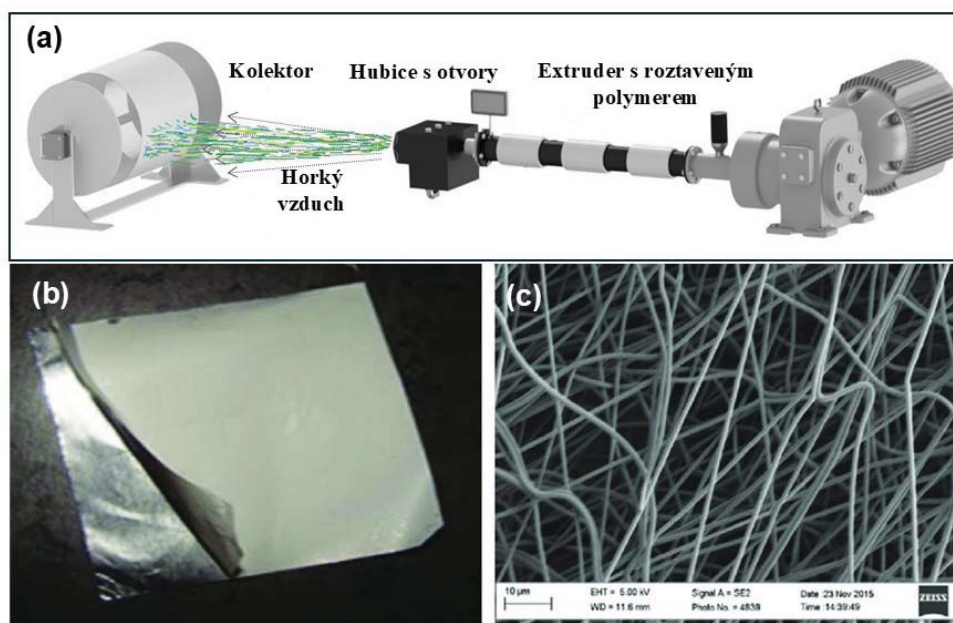 (a)
Kolektor
Hubice s otvory
Extruder s roztaveným
polymerem
Horký
vzduch
(b)
(c)
10 µm
EHT = 5.00 kV
Signal A = SE2
Date :23 Nov 2015
WD = 11.6 mm
Photo No. = 4839
Time :14:39:49
ZEISS